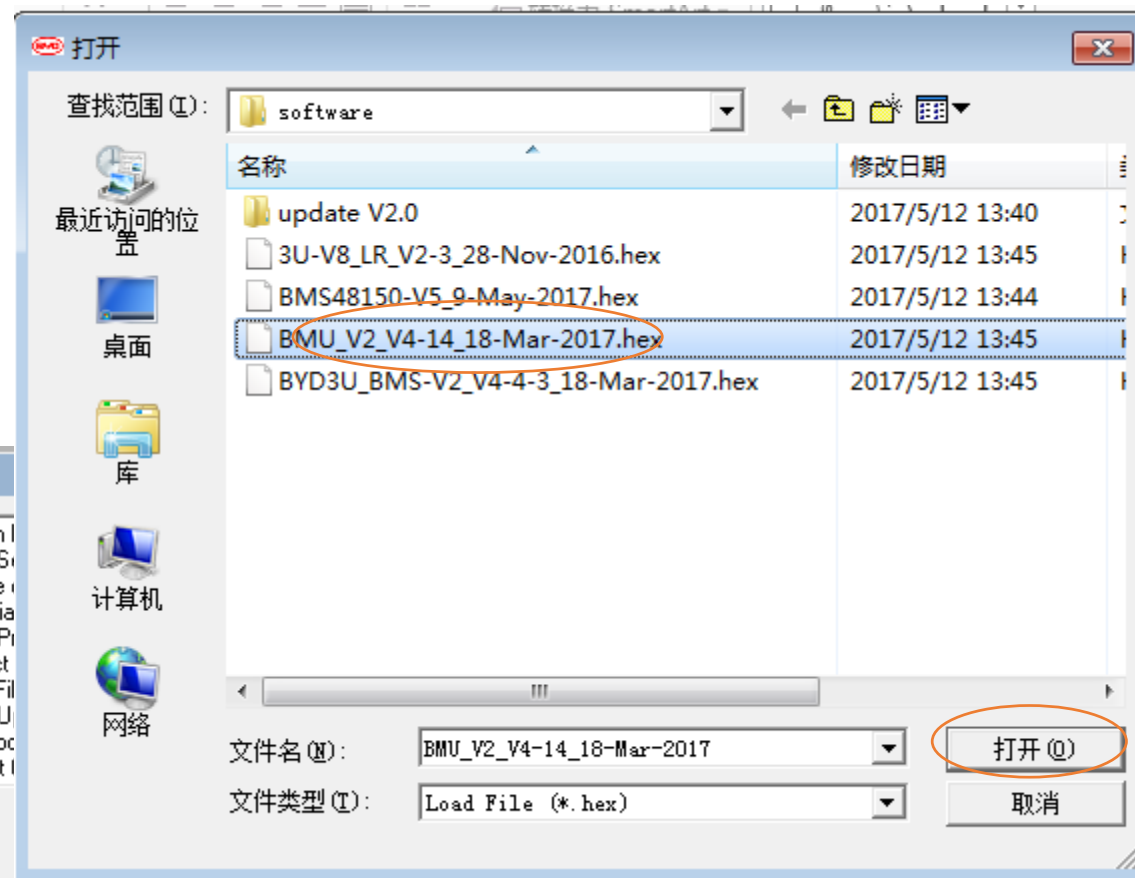 BYD 打开
查找范围(I):
software
名称
修改日期
update V2.0
2017/5/12 13:40
3U-V8_LR_V2-3_28-Nov-2016.hex
2017/5/12 13:45
BMS48150-V5_9-May-2017.hex
2017/5/12 13:44
BMU_V2_V4-14_18-Mar-2017.hex
2017/5/12 13:45
BYD3U_BMS-V2_V4-4-3_18-Mar-2017.hex
2017/5/12 13:45
最近访问的位
置
桌面
库
计算机
网络
文件名(N):
BMU_V2_V4-14_18-Mar-2017
打开(O)
文件类型(T):
Load File (*.hex)
取消